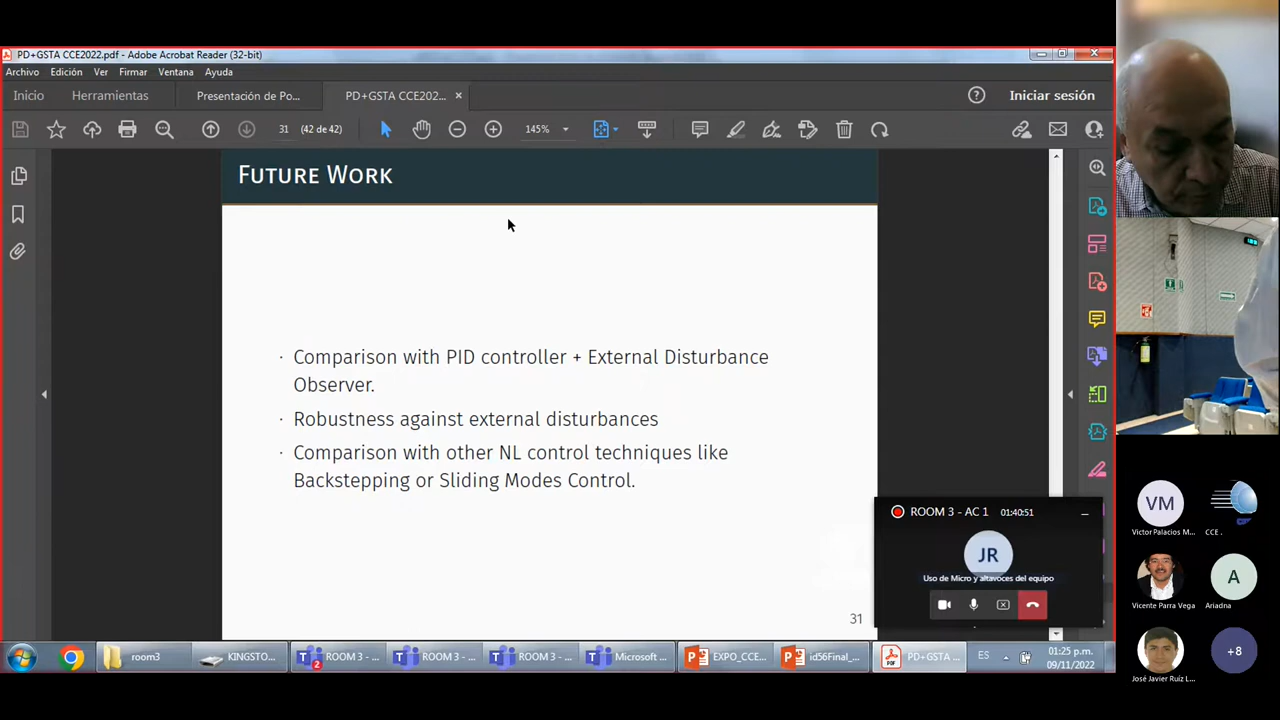 PD+GSTA CCE2022.pdf - Adobe Acrobat Reader (32-bit)
Archivo Edición Ver Firmar Ventana Ayuda
Inicio Herramientas Presentación de Po... PD+GSTA CCE202... Iniciar sesión
31 (42 de 42) 145%
FUTURE WORK
· Comparison with PID controller + External Disturbance
Observer.
· Robustness against external disturbances
· Comparison with other NL control techniques like
Backstepping or Sliding Modes Control.
31
ROOM 3 - AC 1 01:40:51
JR
Uso de Micro y altavoces del equipo
VM
Victor Palacios M...
CCE .
Vicente Parra Vega
A
Ariadna
José Javier Ruiz L...
+8
room3 KINGSTO... 2 ROOM 3 - ... ROOM 3 - ... ROOM 3 - ... Microsoft ... EXPO_CCE... id56Final_... PD+GSTA ... ES 01:25 p.m.
09/11/2022